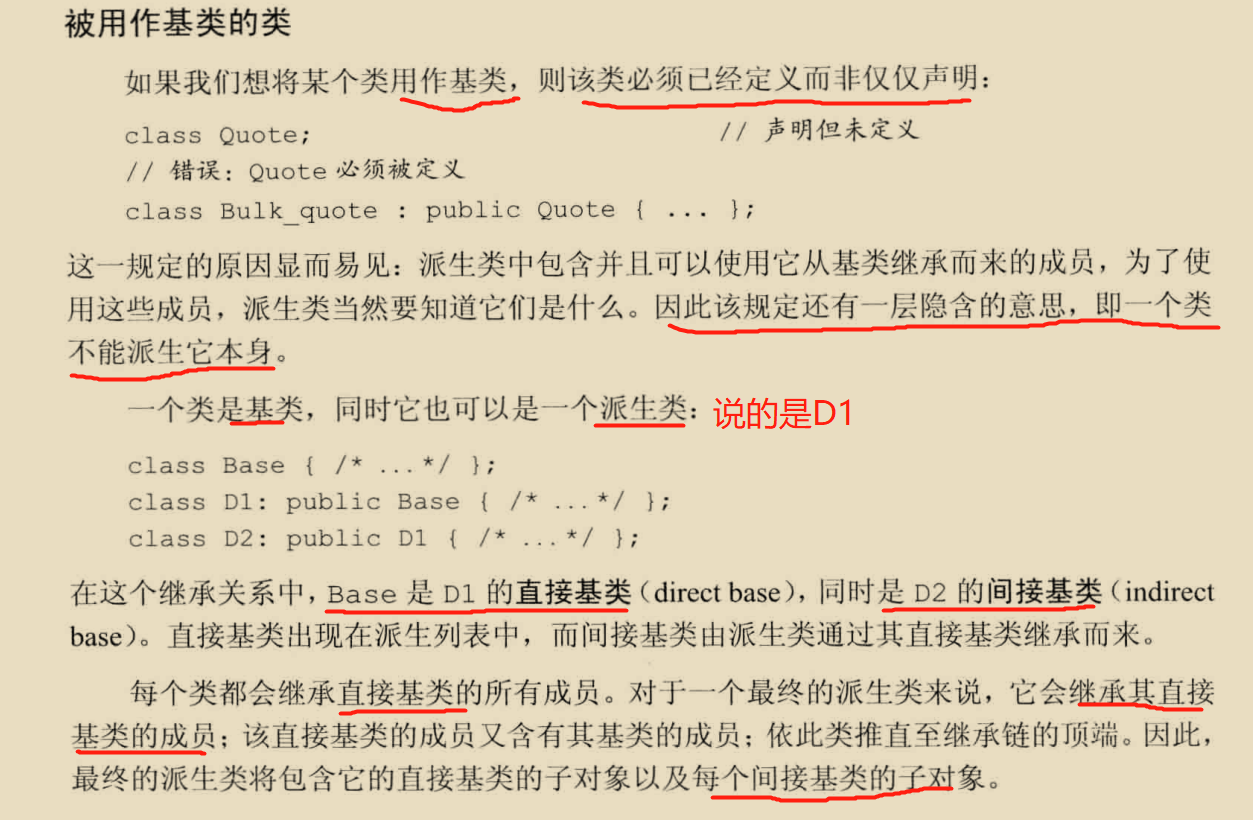 被用作基类的类
如果我们想将某个类用作基类，则该类必须已经定义而非仅仅声明：
class Quote; // 声明但未定义
// 错误：Quote 必须被定义
class Bulk_quote : public Quote { ... };
这一规定的原因显而易见：派生类中包含并且可以使用它从基类继承而来的成员，为了使
用这些成员，派生类当然要知道它们是什么。因此该规定还有一层隐含的意思，即一个类
不能派生它本身。
一个类是基类，同时它也可以是一个派生类：说的是D1
class Base { /* ...*/ };
class D1: public Base { /* ...*/ };
class D2: public D1 { /* ...*/ };
在这个继承关系中，Base 是 D1 的直接基类（direct base），同时是 D2 的间接基类（indirect
base）。直接基类出现在派生列表中，而间接基类由派生类通过其直接基类继承而来。
每个类都会继承直接基类的所有成员。对于一个最终的派生类来说，它会继承其直接
基类的成员；该直接基类的成员又含有其基类的成员；依此类推直至继承链的顶端。因此，
最终的派生类将包含它的直接基类的子对象以及每个间接基类的子对象。